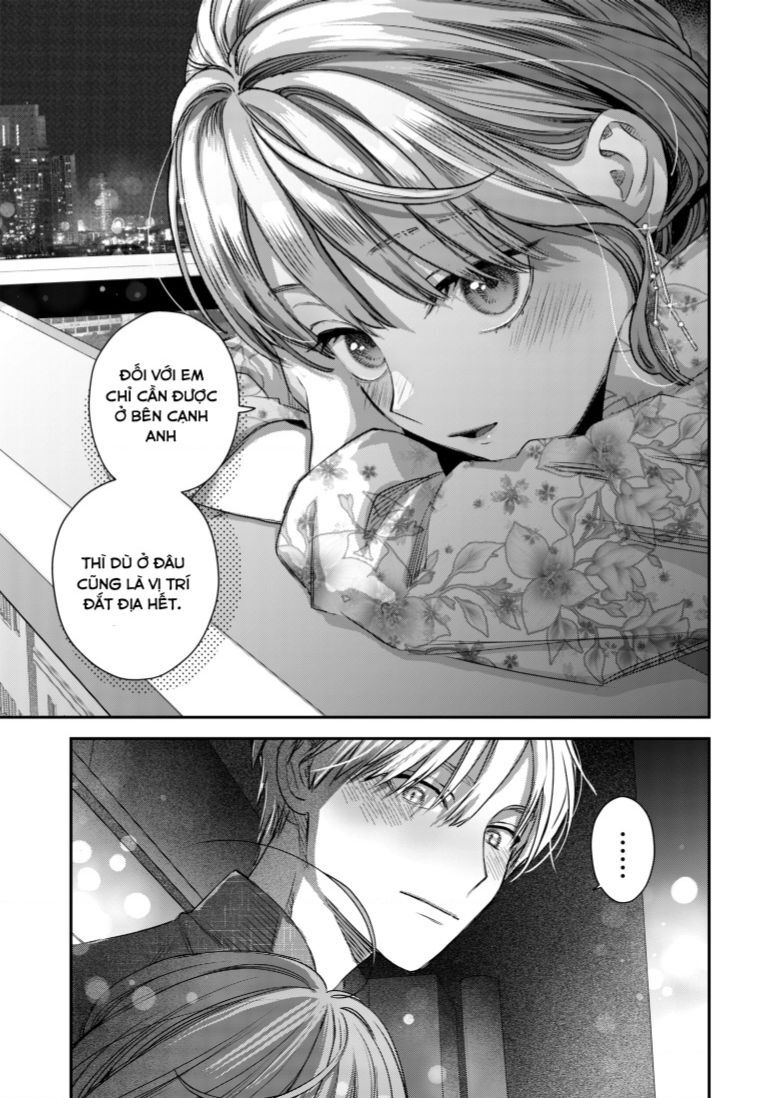 ĐỐI VỚI EM
CHỈ CẦN ĐƯỢC
Ở BÊN CẠNH
ANH
THÌ DÙ Ở ĐÂU
CŨNG LÀ VỊ TRÍ
ĐẮT ĐỊA HẾT.
......